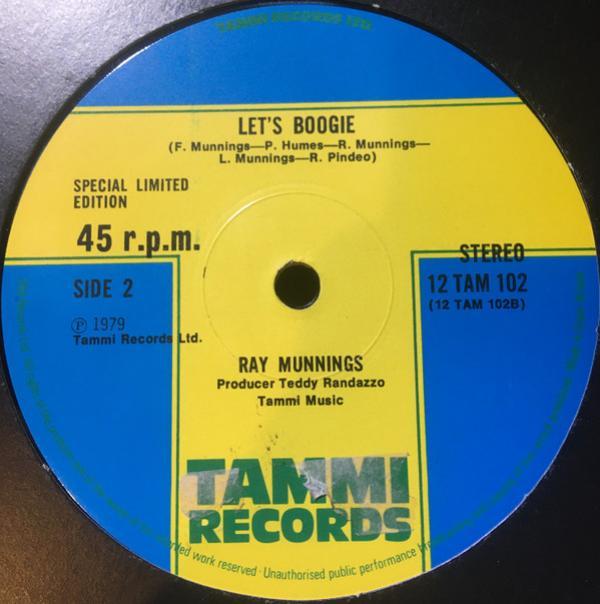 TAMMI RECORDS LTD.
LET'S BOOGIE
(F. Munnings—P. Humes—R. Munnings—
L. Munnings—R. Pindeo)
SPECIAL LIMITED
EDITION
45 r.p.m.
STEREO
SIDE 2
12 TAM 102
(12 TAM 102B)
℗ 1979
Tammi Records Ltd.
RAY MUNNINGS
Producer Teddy Randazzo
Tammi Music
TAMMI
RECORDS
work reserved · Unauthorised public performance